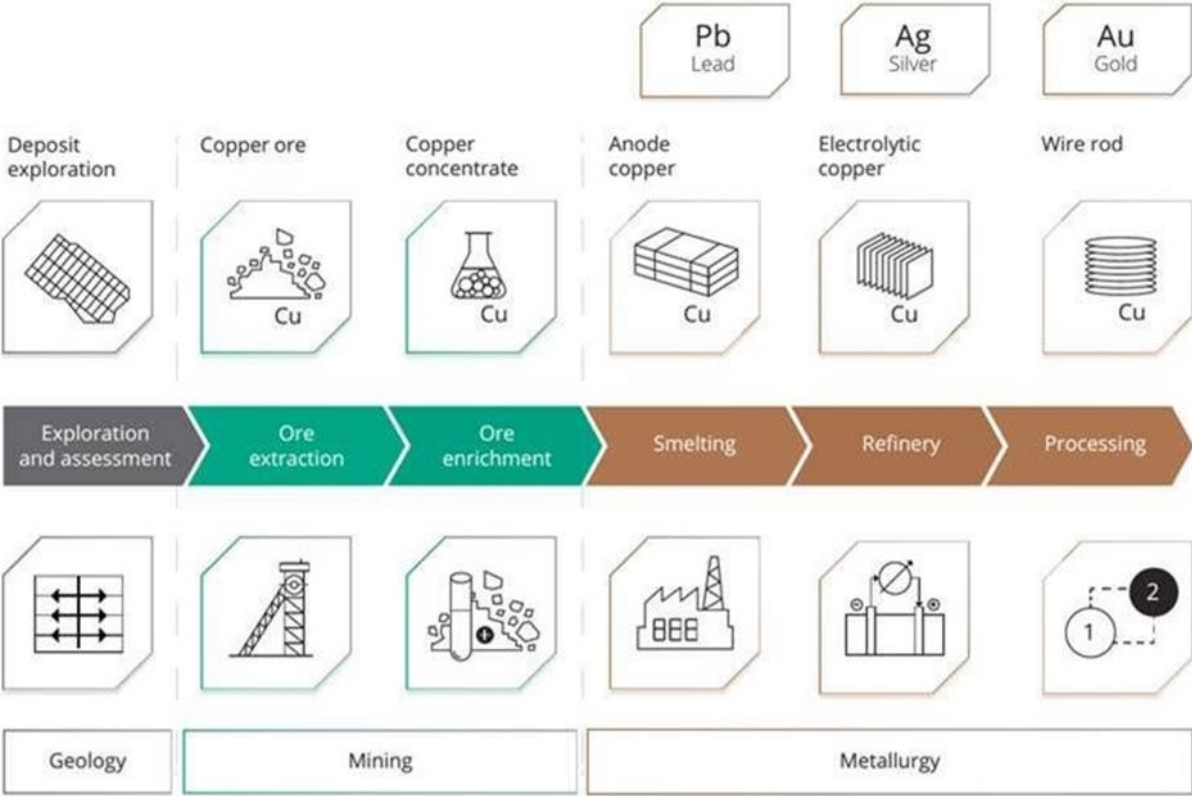 Pb
Lead
Ag
Silver
Au
Gold
Deposit
exploration
Copper ore
Copper
concentrate
Anode
copper
Electrolytic
copper
Wire rod
Cu
Cu
Cu
Cu
Cu
Exploration
and assessment
Ore
extraction
Ore
enrichment
Smelting
Refinery
Processing
1
2
Geology
Mining
Metallurgy